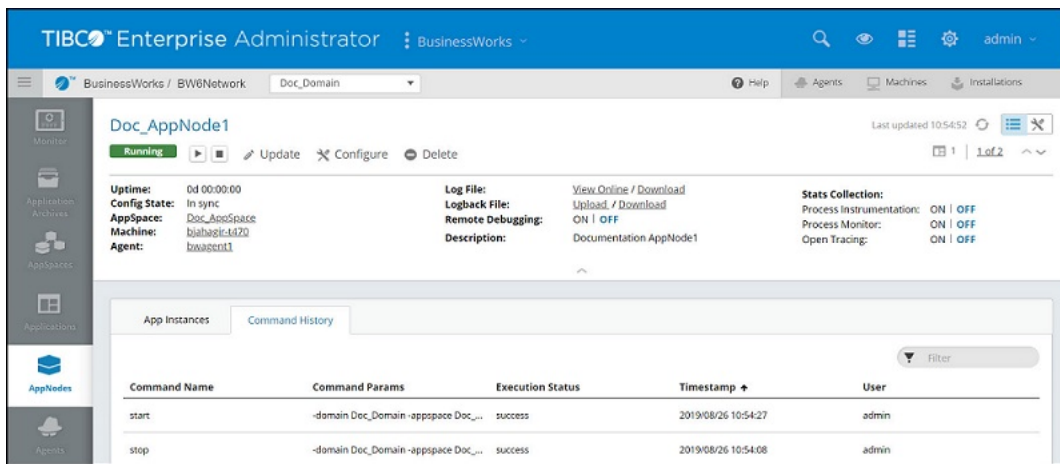 TIBCO™ Enterprise Administrator BusinessWorks admin
BusinessWorks / BW6Network Doc_Domain Help Agents Machines Installations
Monitor
Application Archives
AppSpaces
Applications
AppNodes
Agents
Doc_AppNode1 Last updated 10:54:52
Running Update Configure Delete 1 1 of 2
Uptime: 0d 00:00:00 Log File: View Online / Download Stats Collection:
Config State: In sync Logback File: Upload / Download Process Instrumentation: ON | OFF
AppSpace: Doc_AppSpace Remote Debugging: ON | OFF Process Monitor: ON | OFF
Machine: bjahagir-t470 Description: Documentation AppNode1 Open Tracing: ON | OFF
Agent: bwagent1
App Instances Command History
Filter
Command Name Command Params Execution Status Timestamp User
start -domain Doc_Domain -appspace Doc_... success 2019/08/26 10:54:27 admin
stop -domain Doc_Domain -appspace Doc_... success 2019/08/26 10:54:08 admin